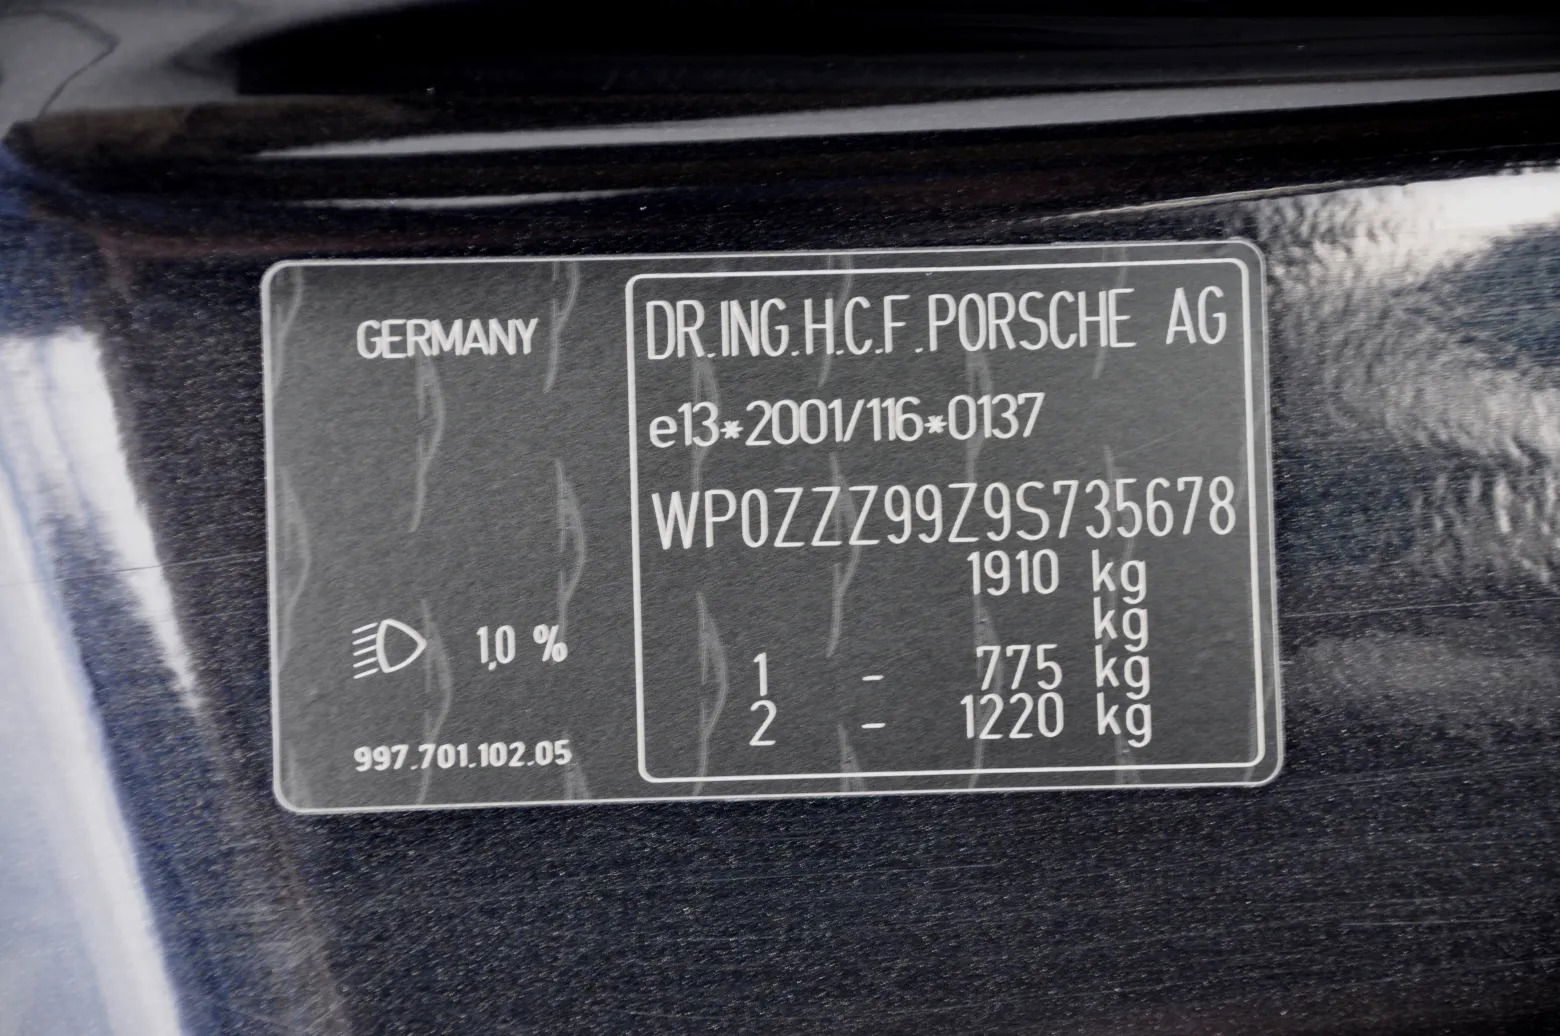 GERMANY
1,0 %
997.701.102.05
DR.ING.H.C.F.PORSCHE AG
e13*2001/116*0137
WP0ZZZ99Z9S735678
1910 kg
kg
1 - 775 kg
2 - 1220 kg